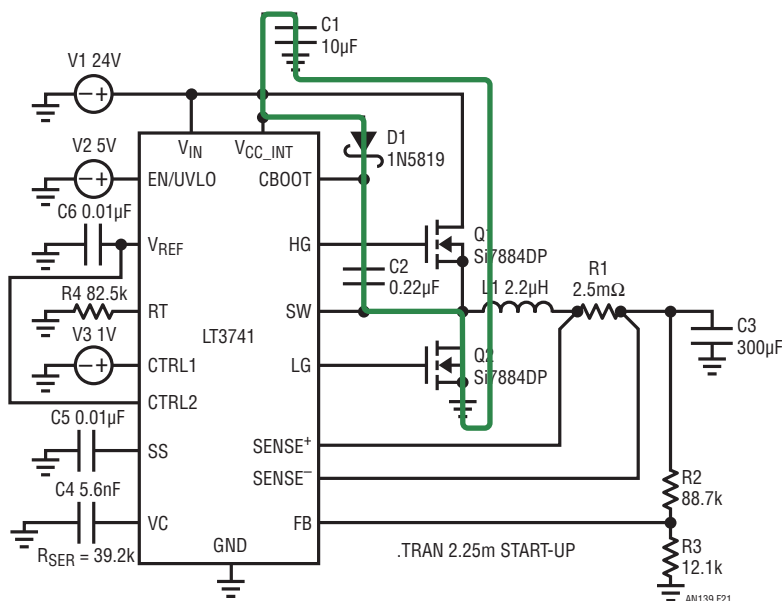 C1
10µF
V1 24V
D1
1N5819
VIN
VCC_INT
V2 5V
EN/UVLO
CBOOT
C6 0.01µF
VREF
HG
Q1
Si7884DP
C2
0.22µF
L1 2.2µH
R1
2.5mΩ
R4 82.5k
RT
LT3741
SW
C3
300µF
V3 1V
CTRL1
LG
Q2
Si7884DP
CTRL2
C5 0.01µF
SS
SENSE+
SENSE–
C4 5.6nF
R2
88.7k
VC
FB
RSER = 39.2k
GND
.TRAN 2.25m START-UP
R3
12.1k
AN139 F21